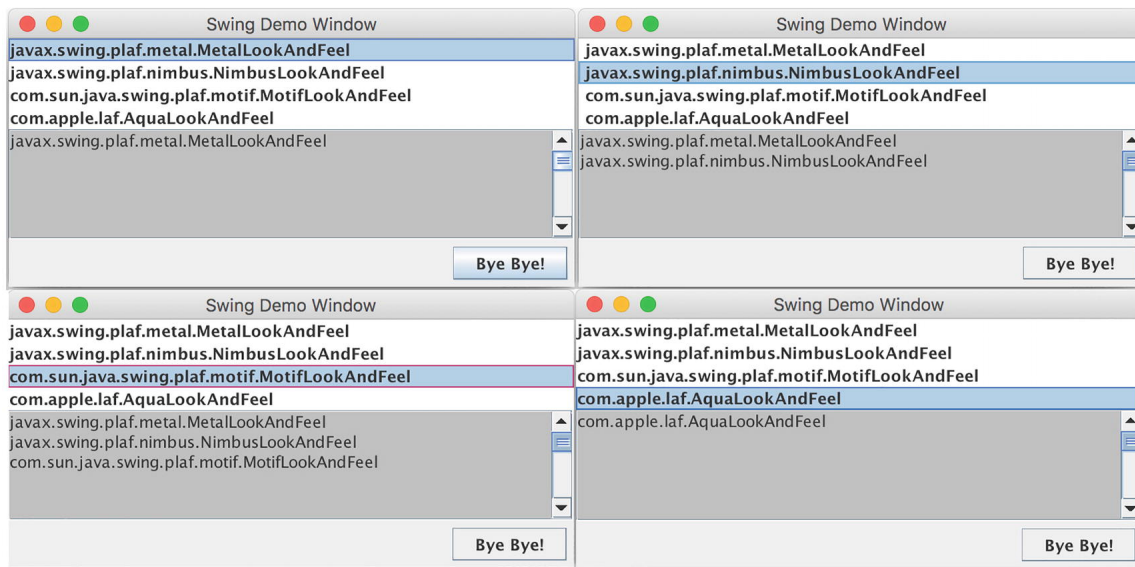 Swing Demo Window
javax.swing.plaf.metal.MetalLookAndFeel
javax.swing.plaf.nimbus.NimbusLookAndFeel
com.sun.java.swing.plaf.motif.MotifLookAndFeel
com.apple.laf.AquaLookAndFeel
javax.swing.plaf.metal.MetalLookAndFeel
Bye Bye!
Swing Demo Window
javax.swing.plaf.metal.MetalLookAndFeel
javax.swing.plaf.nimbus.NimbusLookAndFeel
com.sun.java.swing.plaf.motif.MotifLookAndFeel
com.apple.laf.AquaLookAndFeel
javax.swing.plaf.metal.MetalLookAndFeel
javax.swing.plaf.nimbus.NimbusLookAndFeel
Bye Bye!
Swing Demo Window
javax.swing.plaf.metal.MetalLookAndFeel
javax.swing.plaf.nimbus.NimbusLookAndFeel
com.sun.java.swing.plaf.motif.MotifLookAndFeel
com.apple.laf.AquaLookAndFeel
javax.swing.plaf.metal.MetalLookAndFeel
javax.swing.plaf.nimbus.NimbusLookAndFeel
com.sun.java.swing.plaf.motif.MotifLookAndFeel
Bye Bye!
Swing Demo Window
javax.swing.plaf.metal.MetalLookAndFeel
javax.swing.plaf.nimbus.NimbusLookAndFeel
com.sun.java.swing.plaf.motif.MotifLookAndFeel
com.apple.laf.AquaLookAndFeel
com.apple.laf.AquaLookAndFeel
Bye Bye!